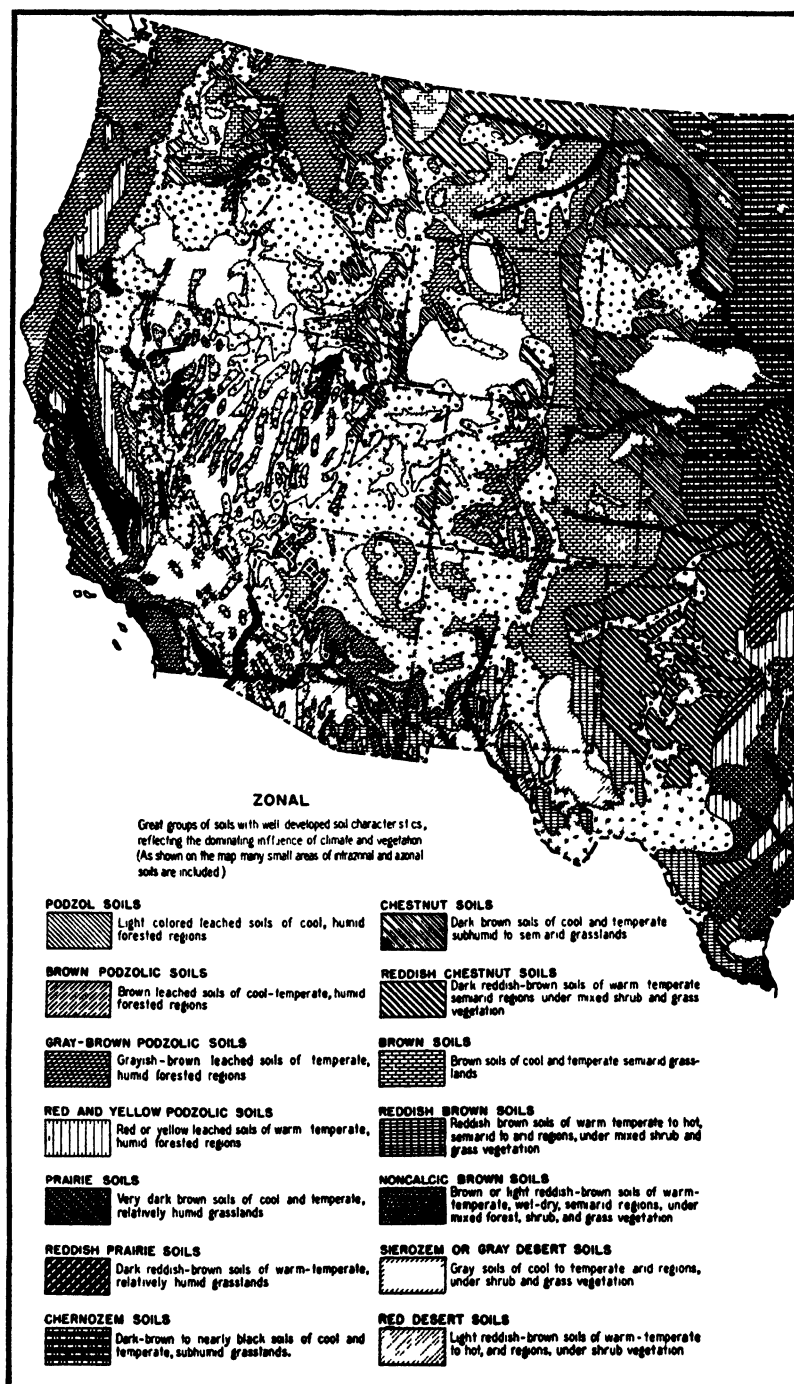 ZONAL
Great groups of soils with well developed soil character st cs,
reflecting the dominating influence of climate and vegetation
(As shown on the map many small areas of intrazonal and azonal
soils are included)
PODZOL SOILS
Light colored leached soils of cool, humid
forested regions
BROWN PODZOLIC SOILS
Brown leached soils of cool-temperate, humid
forested regions
GRAY-BROWN PODZOLIC SOILS
Grayish-brown leached soils of temperate,
humid forested regions
RED AND YELLOW PODZOLIC SOILS
Red or yellow leached soils of warm temperate,
humid forested regions
PRAIRIE SOILS
Very dark brown soils of cool and temperate,
relatively humid grasslands
REDDISH PRAIRIE SOILS
Dark reddish-brown soils of warm-temperate,
relatively humid grasslands
CHERNOZEM SOILS
Dark-brown to nearly black soils of cool and
temperate, subhumid grasslands.
CHESTNUT SOILS
Dark brown soils of cool and temperate
subhumid to sem arid grasslands
REDDISH CHESTNUT SOILS
Dark reddish-brown soils of warm temperate
semiarid regions under mixed shrub and grass
vegetation
BROWN SOILS
Brown soils of cool and temperate semiarid grass-
lands
REDDISH BROWN SOILS
Reddish brown soils of warm temperate to hot,
semiarid to arid regions, under mixed shrub and
grass vegetation
NONCALCIC BROWN SOILS
Brown or light reddish-brown soils of warm-
temperate, wet-dry, semiarid regions, under
mixed forest, shrub, and grass vegetation
SIEROZEM OR GRAY DESERT SOILS
Gray soils of cool to temperate arid regions,
under shrub and grass vegetation
RED DESERT SOILS
Light reddish-brown soils of warm-temperate
to hot, arid regions, under shrub vegetation